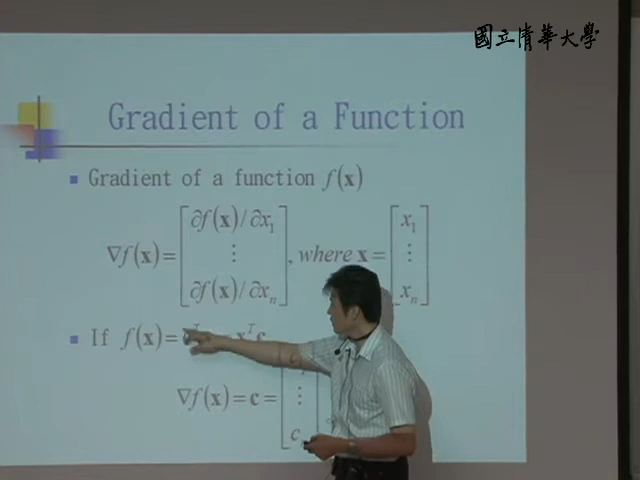 國立清華大學
Gradient of a Function
Gradient of a function f(x)
∇f(x) = [∂f(x)/∂x₁ ⋮ ∂f(x)/∂xₙ], where x = [x₁ ⋮ xₙ]
If f(x) = xᵀc
∇f(x) = c = [c ⋮ c]